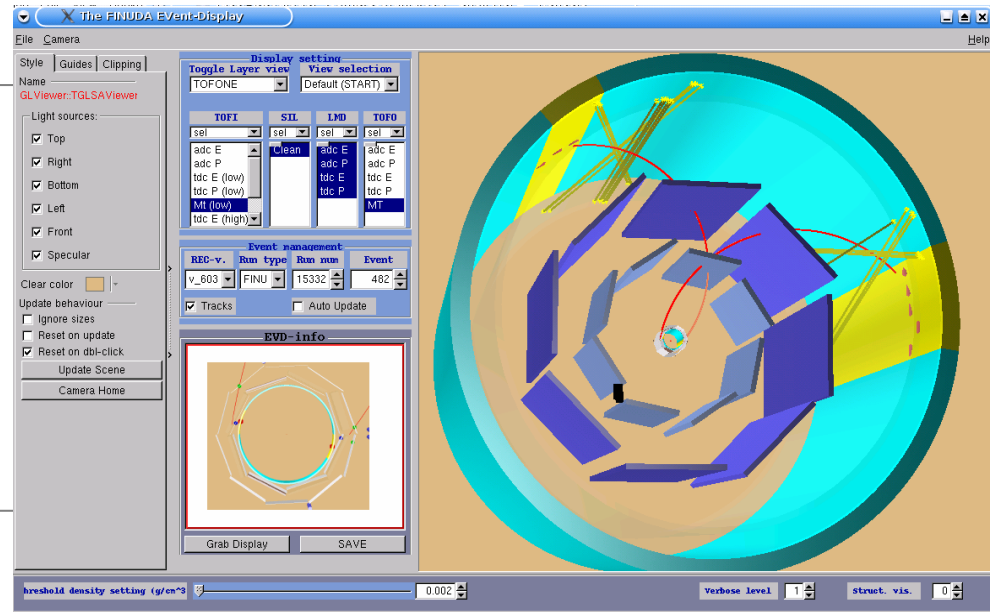 The FINUDA EVent-Display
File Camera Help
Style Guides Clipping
Name
GLViewer::TGLSAViewer
Light sources:
Top
Right
Bottom
Left
Front
Specular
Clear color
Update behaviour
Ignore sizes
Reset on update
Reset on dbl-click
Update Scene
Camera Home
Display setting
Toggle Layer view View selection
TOFONE Default (START)
TOFI SIL LMD TOFO
sel sel sel sel
adc E Clean adc E adc E
adc P adc P adc P
tdc E (low) tdc E tdc E
tdc P (low) tdc P tdc P
Mt (low) MT
tdc E (high)
Event management
REC-v. Run type Run num Event
v_603 FINU 15332 482
Tracks Auto Update
EVD-info
Grab Display SAVE
hreshold density setting (g/cm^3 0.002 Verbose level 1 Struct. vis. 0